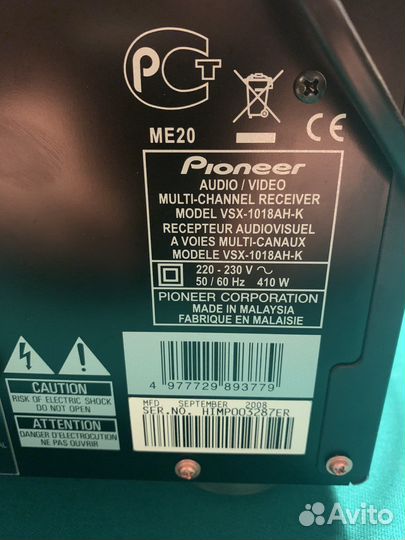 РСТ
ME20
CE
Pioneer
AUDIO / VIDEO
MULTI-CHANNEL RECEIVER
MODEL VSX-1018AH-K
RECEPTEUR AUDIOVISUEL
A VOIES MULTI-CANAUX
MODELE VSX-1018AH-K
220 - 230 V ~
50 / 60 Hz 410 W
PIONEER CORPORATION
MADE IN MALAYSIA
FABRIQUE EN MALAISIE
4 977729 893779
MFD SEPTEMBER 2008
SER.NO. HIMP003287ER
CAUTION
RISK OF ELECTRIC SHOCK
DO NOT OPEN
ATTENTION
DANGER D'ELECTROCUTION
NE PAS OUVRIR
AL
Avito